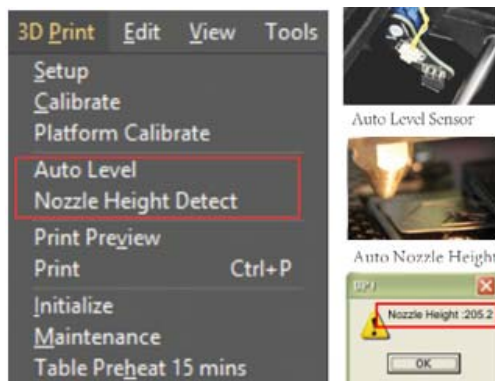 3D Print Edit View Tools
Setup
Calibrate
Platform Calibrate
Auto Level
Nozzle Height Detect
Print Preview
Print Ctrl+P
Initialize
Maintenance
Table Preheat 15 mins
Auto Level Sensor
Auto Nozzle Height
Nozzle Height :205.2
OK